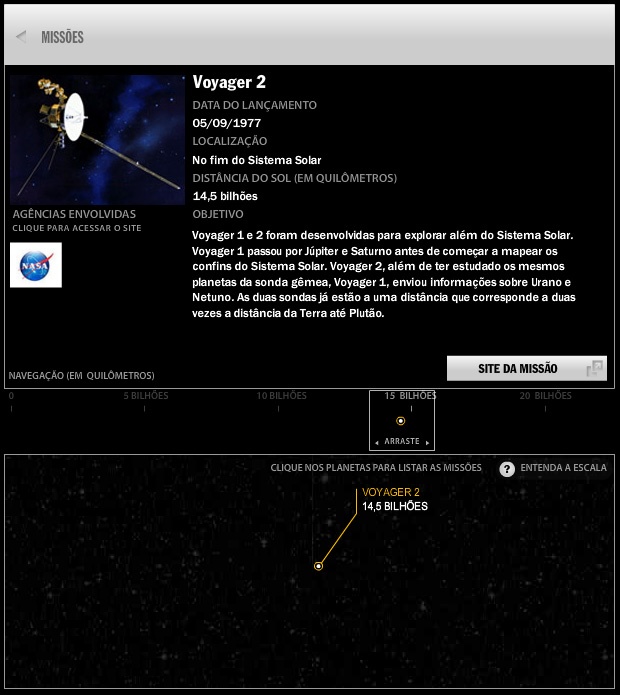 MISSÕES
Voyager 2
DATA DO LANÇAMENTO
05/09/1977
LOCALIZAÇÃO
No fim do Sistema Solar
DISTÂNCIA DO SOL (EM QUILÔMETROS)
14,5 bilhões
OBJETIVO
Voyager 1 e 2 foram desenvolvidas para explorar além do Sistema Solar.
Voyager 1 passou por Júpiter e Saturno antes de começar a mapear os
confins do Sistema Solar. Voyager 2, além de ter estudado os mesmos
planetas da sonda gêmea, Voyager 1, enviou informações sobre Urano e
Netuno. As duas sondas já estão a uma distância que corresponde a duas
vezes a distância da Terra até Plutão.
AGÊNCIAS ENVOLVIDAS
CLIQUE PARA ACESSAR O SITE
NASA
SITE DA MISSÃO
NAVEGAÇÃO (EM QUILÔMETROS)
0 5 BILHÕES 10 BILHÕES 15 BILHÕES 20 BILHÕES
ARRASTE
CLIQUE NOS PLANETAS PARA LISTAR AS MISSÕES ? ENTENDA A ESCALA
VOYAGER 2
14,5 BILHÕES